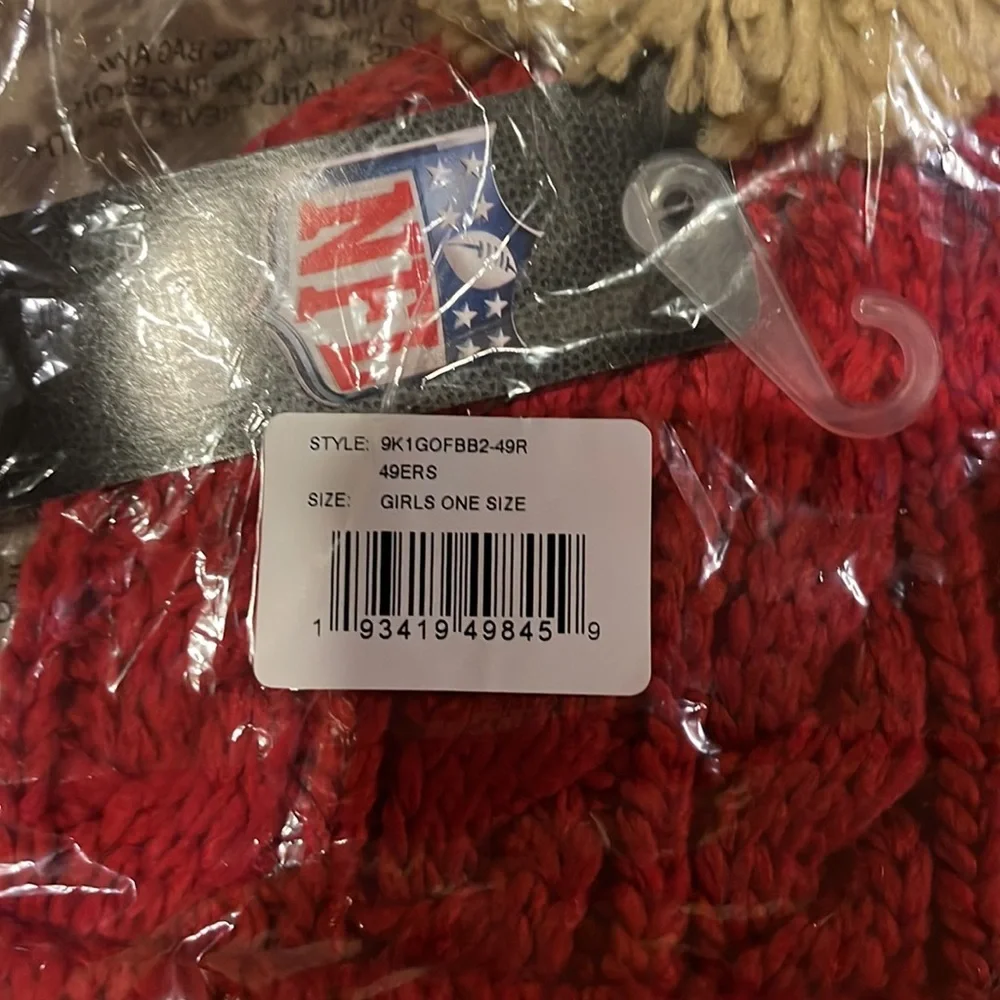 NFL
STYLE: 9K1GOFBB2-49R
49ERS
SIZE: GIRLS ONE SIZE
1 93419 49845 9